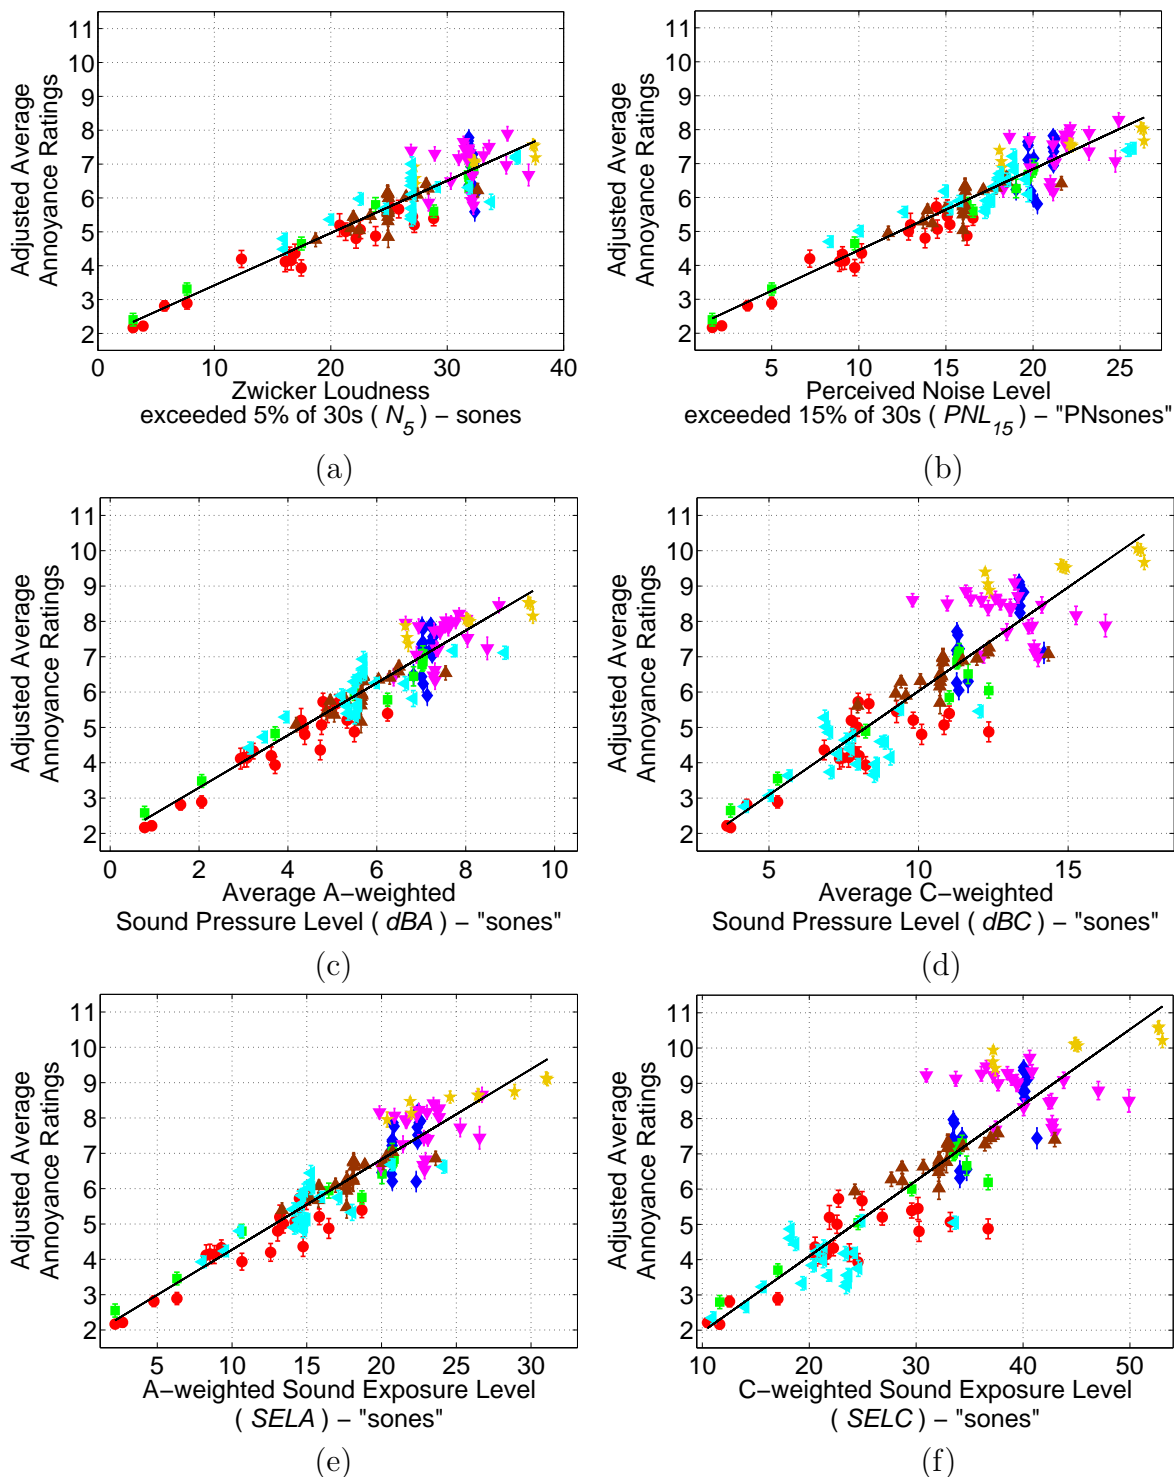 11
10
9
8
7
6
5
4
3
2
Adjusted Average
Annoyance Ratings
0 10 20 30 40
Zwicker Loudness
exceeded 5% of 30s ( N5 ) − sones
(a)
11
10
9
8
7
6
5
4
3
2
Adjusted Average
Annoyance Ratings
5 10 15 20 25
Perceived Noise Level
exceeded 15% of 30s ( PNL15 ) − "PNsones"
(b)
11
10
9
8
7
6
5
4
3
2
Adjusted Average
Annoyance Ratings
0 2 4 6 8 10
Average A−weighted
Sound Pressure Level ( dBA ) − "sones"
(c)
11
10
9
8
7
6
5
4
3
2
Adjusted Average
Annoyance Ratings
5 10 15
Average C−weighted
Sound Pressure Level ( dBC ) − "sones"
(d)
11
10
9
8
7
6
5
4
3
2
Adjusted Average
Annoyance Ratings
5 10 15 20 25 30
A−weighted Sound Exposure Level
( SELA ) − "sones"
(e)
11
10
9
8
7
6
5
4
3
2
Adjusted Average
Annoyance Ratings
10 20 30 40 50
C−weighted Sound Exposure Level
( SELC ) − "sones"
(f)